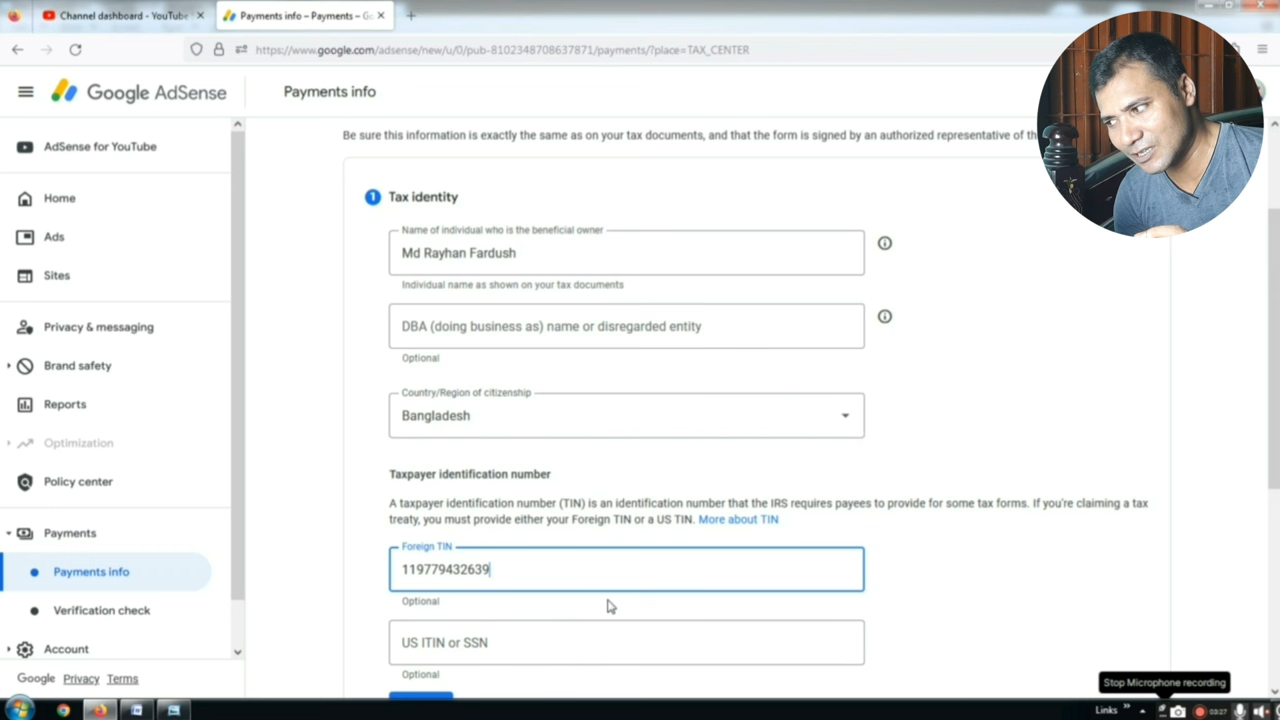 Channel dashboard - YouTube
Payments info – Payments – Go
https://www.google.com/adsense/new/u/0/pub-8102348708637871/payments/?place=TAX_CENTER
Google AdSense
Payments info
AdSense for YouTube
Home
Ads
Sites
Privacy & messaging
Brand safety
Reports
Optimization
Policy center
Payments
Payments info
Verification check
Account
Google Privacy Terms
Be sure this information is exactly the same as on your tax documents, and that the form is signed by an authorized representative of th
1 Tax identity
Name of individual who is the beneficial owner
Md Rayhan Fardush
Individual name as shown on your tax documents
DBA (doing business as) name or disregarded entity
Optional
Country/Region of citizenship
Bangladesh
Taxpayer identification number
A taxpayer identification number (TIN) is an identification number that the IRS requires payees to provide for some tax forms. If you're claiming a tax
treaty, you must provide either your Foreign TIN or a US TIN. More about TIN
Foreign TIN
119779432639
Optional
US ITIN or SSN
Optional
Stop Microphone recording
Links
03:27